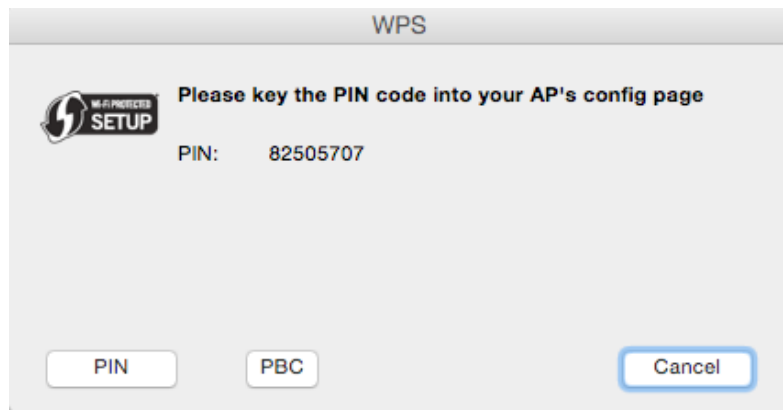 WPS
Wi-Fi PROTECTED
SETUP
Please key the PIN code into your AP's config page
PIN: 82505707
PIN PBC Cancel